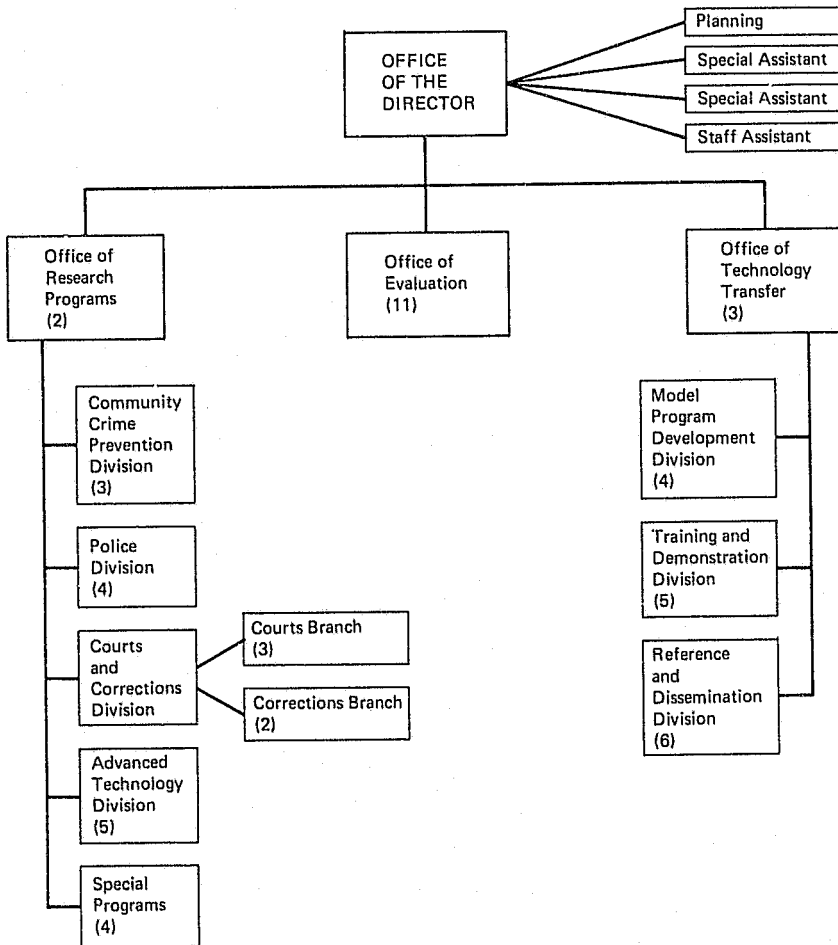 Planning
Special Assistant
Special Assistant
Staff Assistant
OFFICE
OF THE
DIRECTOR
Office of
Research
Programs
(2)
Office of
Evaluation
(11)
Office of
Technology
Transfer
(3)
Community
Crime
Prevention
Division
(3)
Police
Division
(4)
Courts
and
Corrections
Division
Courts Branch
(3)
Corrections Branch
(2)
Advanced
Technology
Division
(5)
Special
Programs
(4)
Model
Program
Development
Division
(4)
Training and
Demonstration
Division
(5)
Reference
and
Dissemination
Division
(6)